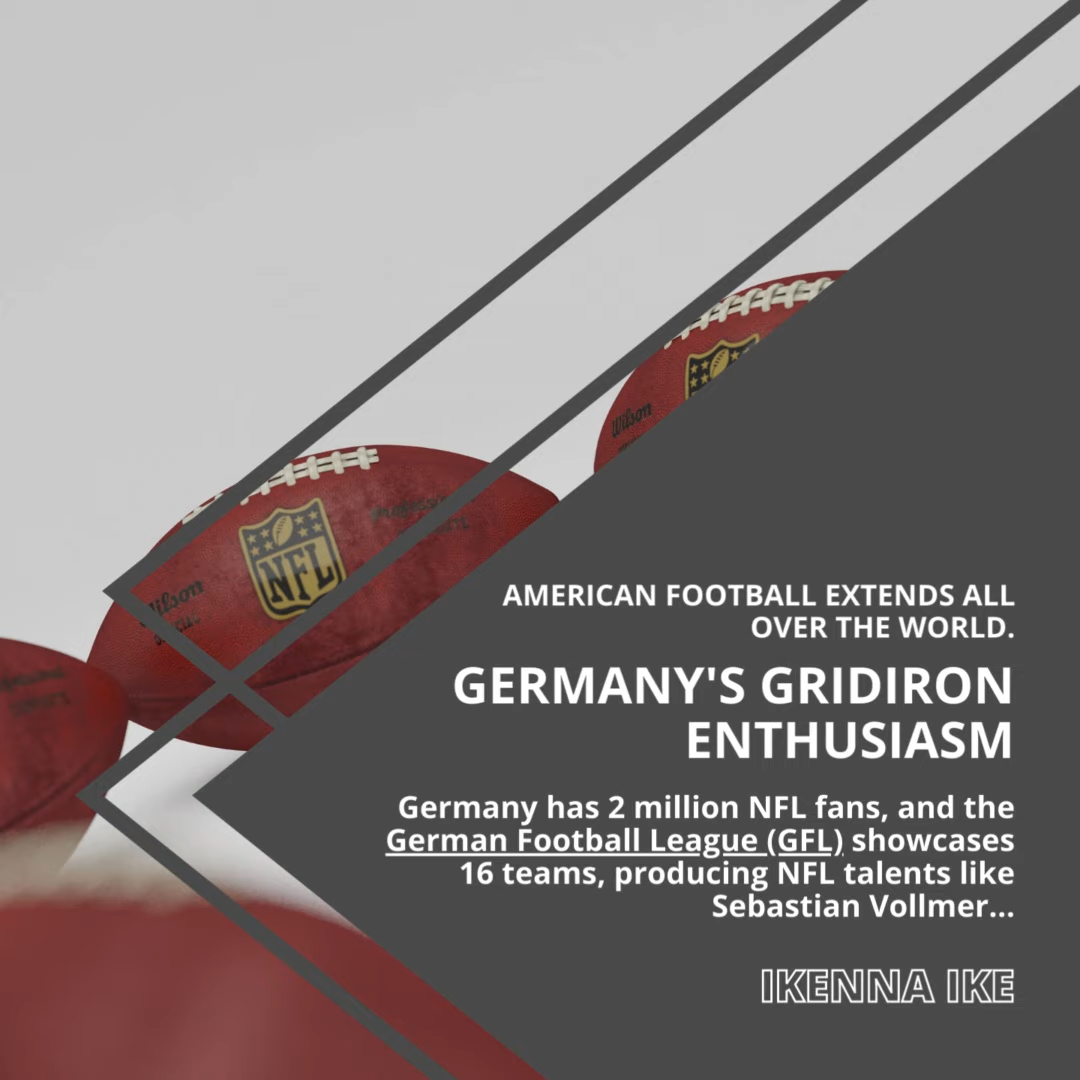 Wilson
NFL
Wilson
AMERICAN FOOTBALL EXTENDS ALL
OVER THE WORLD.
GERMANY'S GRIDIRON
ENTHUSIASM
Germany has 2 million NFL fans, and the
German Football League (GFL) showcases
16 teams, producing NFL talents like
Sebastian Vollmer...
IKENNA IKE